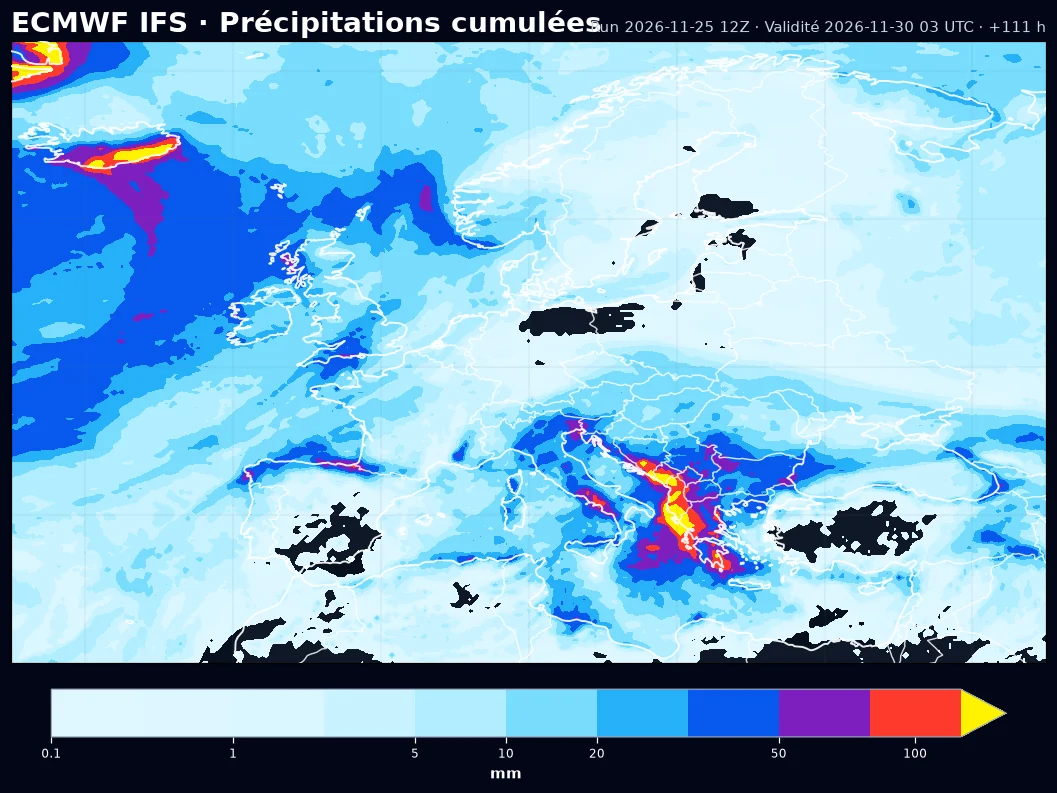 ECMWF IFS · Précipitations cumulées
Run 2026-11-25 12Z · Validité 2026-11-30 03 UTC · +111 h
0.1 1 5 10 20 50 100
mm